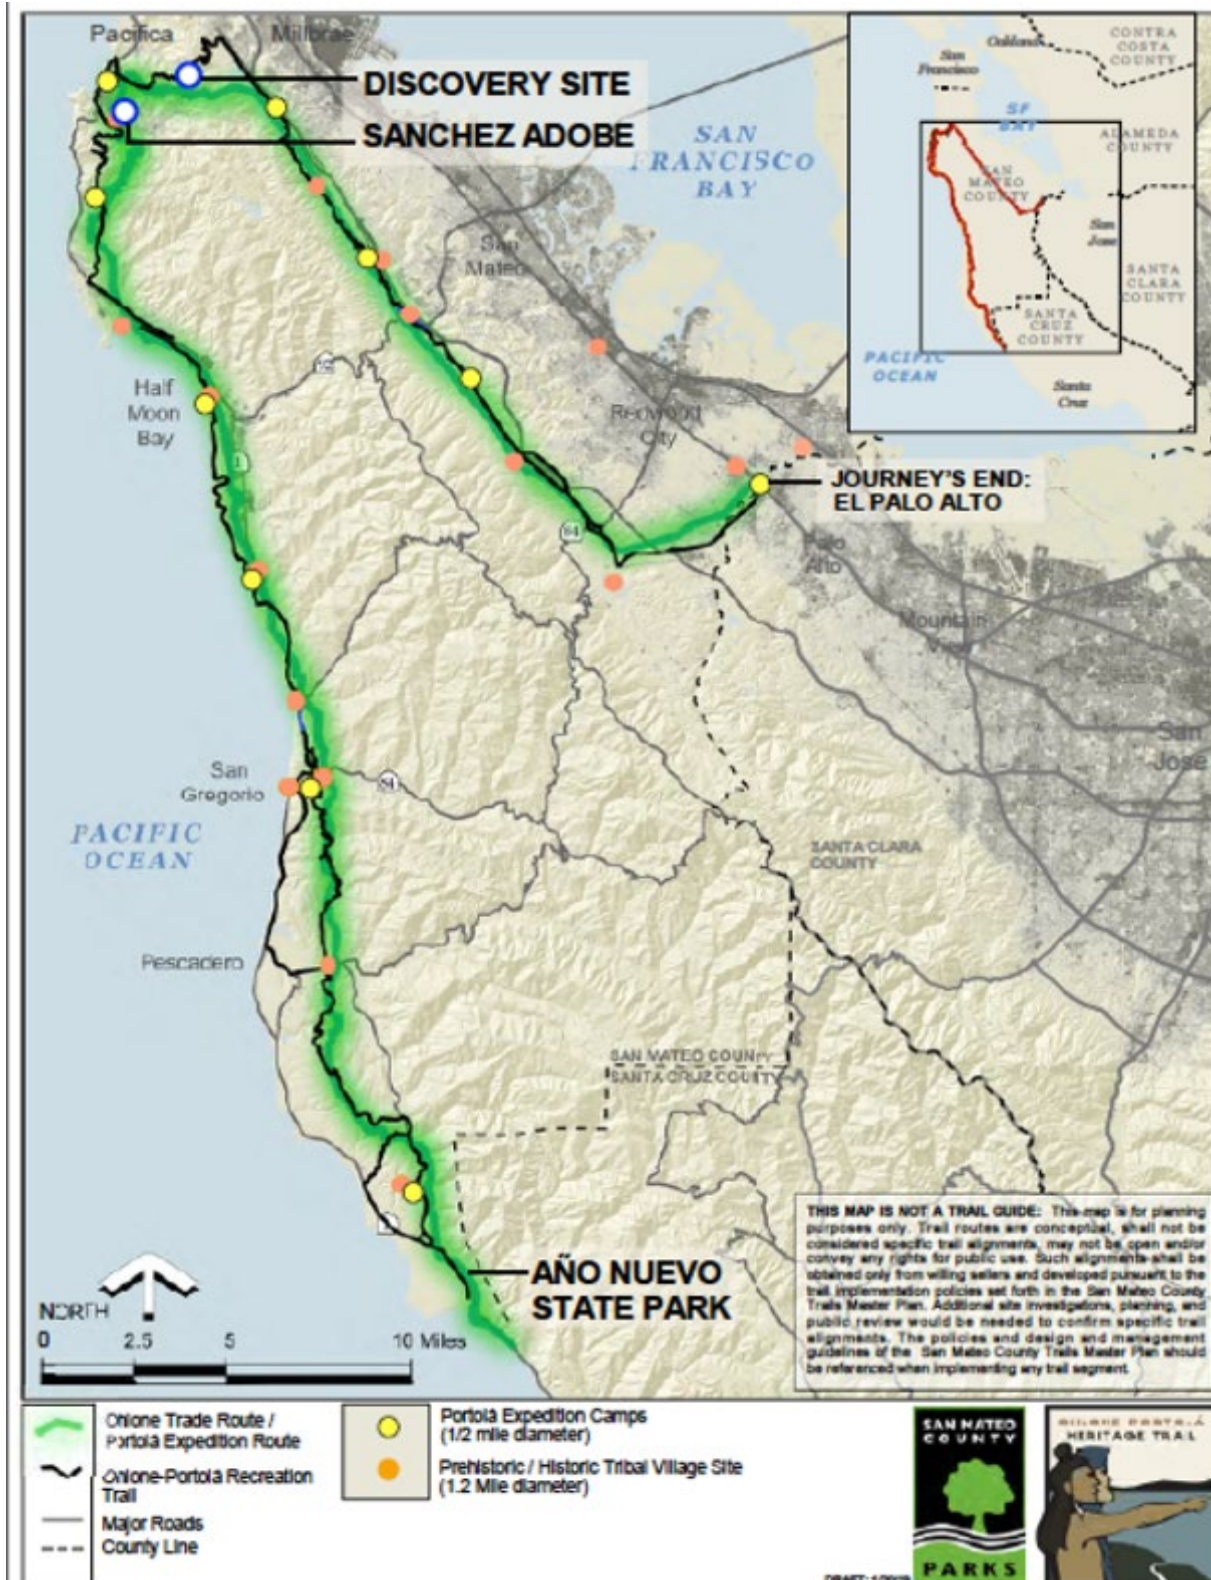 Pacifica
Millbrae
DISCOVERY SITE
SANCHEZ ADOBE
SAN
FRANCISCO
BAY
San
Mateo
Half
Moon
Bay
1
Redwood
City
JOURNEY'S END:
EL PALO ALTO
84
Palo
Alto
Mountain
View
San
Jose
San
Gregorio
84
PACIFIC
OCEAN
SANTA CLARA
COUNTY
Pescadero
SAN MATEO COUNTY
SANTA CRUZ COUNTY
AÑO NUEVO
STATE PARK
Oakland
CONTRA
COSTA
COUNTY
San
Francisco
SF
BAY
ALAMEDA
COUNTY
SAN
MATEO
COUNTY
San
Jose
SANTA
CLARA
COUNTY
SANTA
CRUZ
COUNTY
PACIFIC
OCEAN
Santa
Cruz
THIS MAP IS NOT A TRAIL GUIDE: This map is for planning
purposes only. Trail routes are conceptual, shall not be
considered specific trail alignments, may not be open and/or
convey any rights for public use. Such alignments shall be
obtained only from willing sellers and developed pursuant to the
trail implementation policies set forth in the San Mateo County
Trails Master Plan. Additional site investigations, planning, and
public review would be needed to confirm specific trail
alignments. The policies and design and management
guidelines of the San Mateo County Trails Master Plan should
be referenced when implementing any trail segment.
NORTH
0 2.5 5 10 Miles
Ohlone Trade Route /
Portolá Expedition Route
Ohlone-Portolá Recreation
Trail
Major Roads
County Line
Portolá Expedition Camps
(1/2 mile diameter)
Prehistoric / Historic Tribal Village Site
(1.2 Mile diameter)
SAN MATEO
COUNTY
PARKS
OHLONE PORTOLÁ
HERITAGE TRAIL